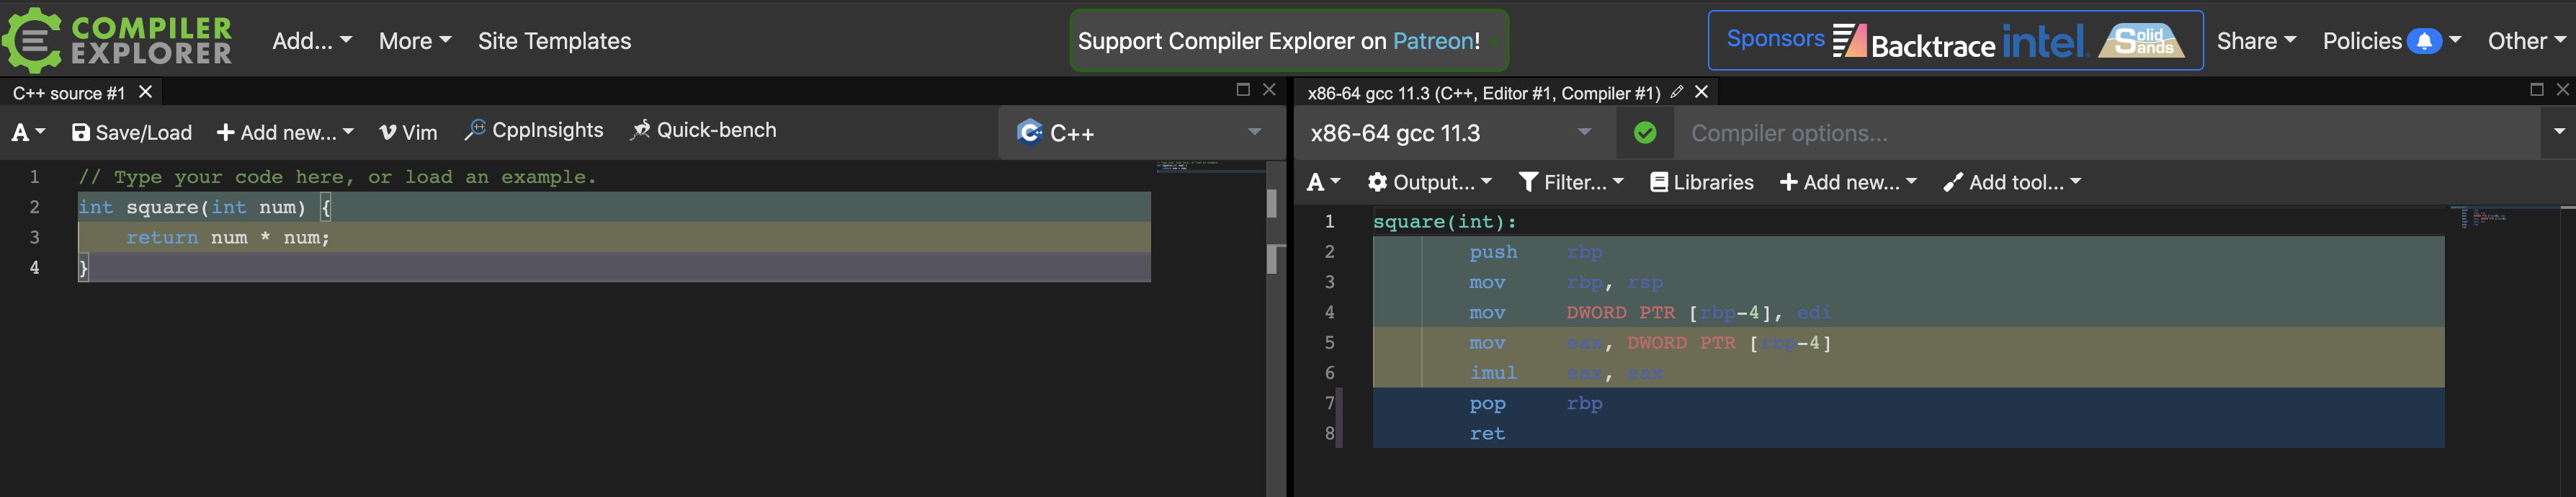 COMPILER
EXPLORER
Add...
More
Site Templates
Support Compiler Explorer on Patreon!
Sponsors
Backtrace
intel.
Solid
Sands
Share
Policies
Other
C++ source #1
A
Save/Load
Add new...
Vim
CppInsights
Quick-bench
C++
1 // Type your code here, or load an example.
2 int square(int num) {
3 return num * num;
4 }
x86-64 gcc 11.3 (C++, Editor #1, Compiler #1)
x86-64 gcc 11.3
Compiler options...
A
Output...
Filter...
Libraries
Add new...
Add tool...
1 square(int):
2 push rbp
3 mov rbp, rsp
4 mov DWORD PTR [rbp-4], edi
5 mov eax, DWORD PTR [rbp-4]
6 imul eax, eax
7 pop rbp
8 ret